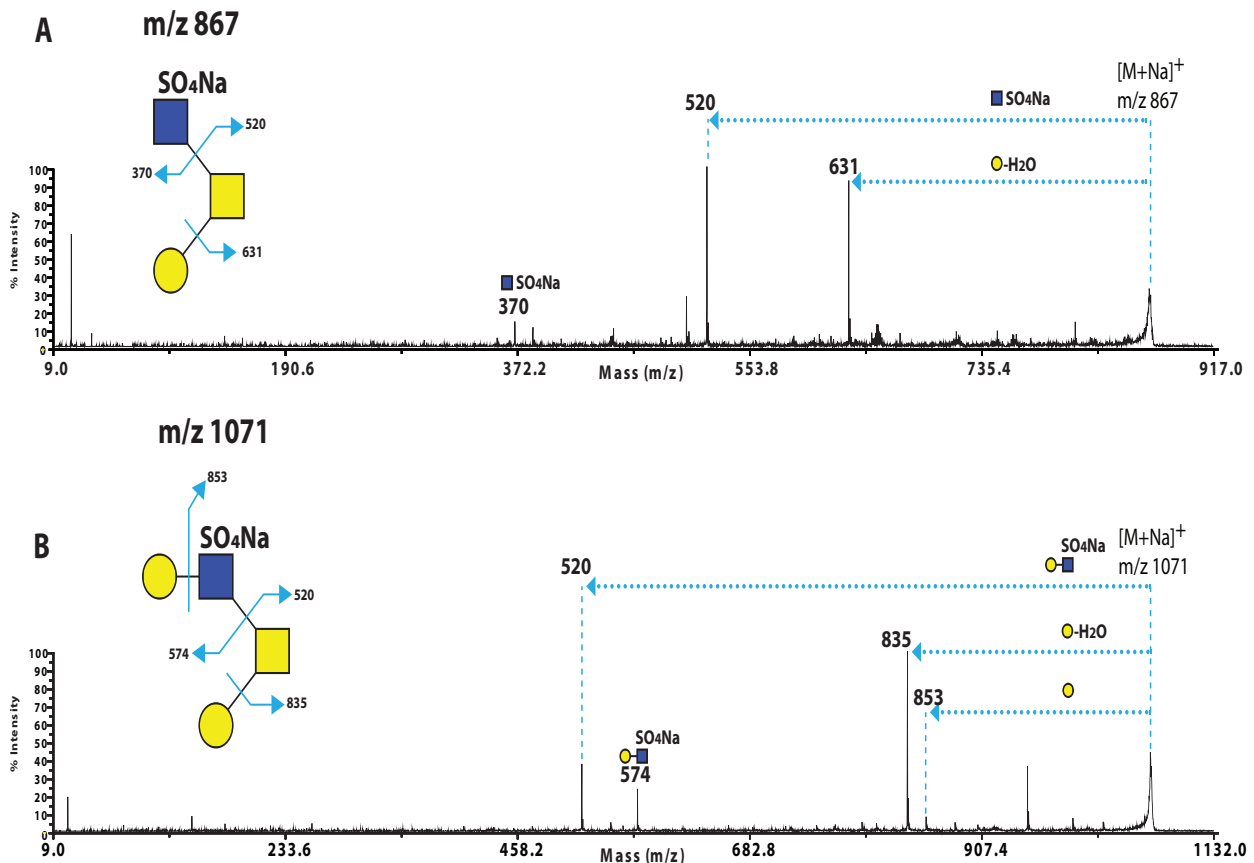 A
m/z 867
SO4Na
520
370
631
[M+Na]+
m/z 867
520
SO4Na
631
-H2O
SO4Na
370
% Intensity
100
90
80
70
60
50
40
30
20
10
0
9.0 190.6 372.2 553.8 735.4 917.0
Mass (m/z)
m/z 1071
853
B
SO4Na
520
574
835
[M+Na]+
m/z 1071
SO4Na
520
835
-H2O
853
SO4Na
574
% Intensity
100
90
80
70
60
50
40
30
20
10
0
9.0 233.6 458.2 682.8 907.4 1132.0
Mass (m/z)